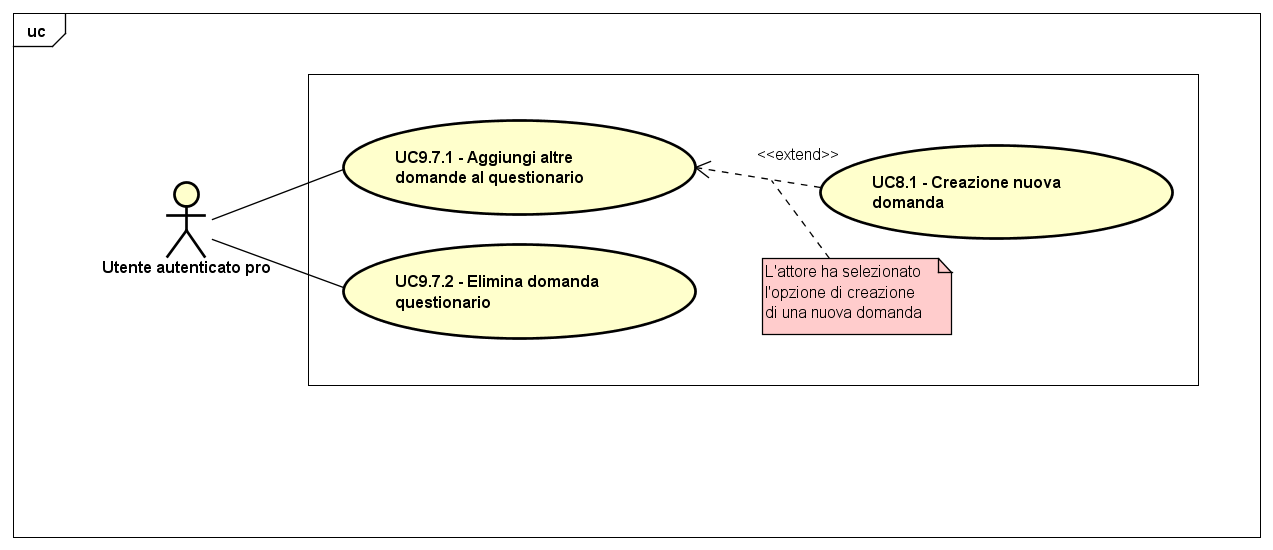 uc
UC9.7.1 - Aggiungi altre
domande al questionario
<<extend>>
UC8.1 - Creazione nuova
domanda
Utente autenticato pro
UC9.7.2 - Elimina domanda
questionario
L'attore ha selezionato
l'opzione di creazione
di una nuova domanda